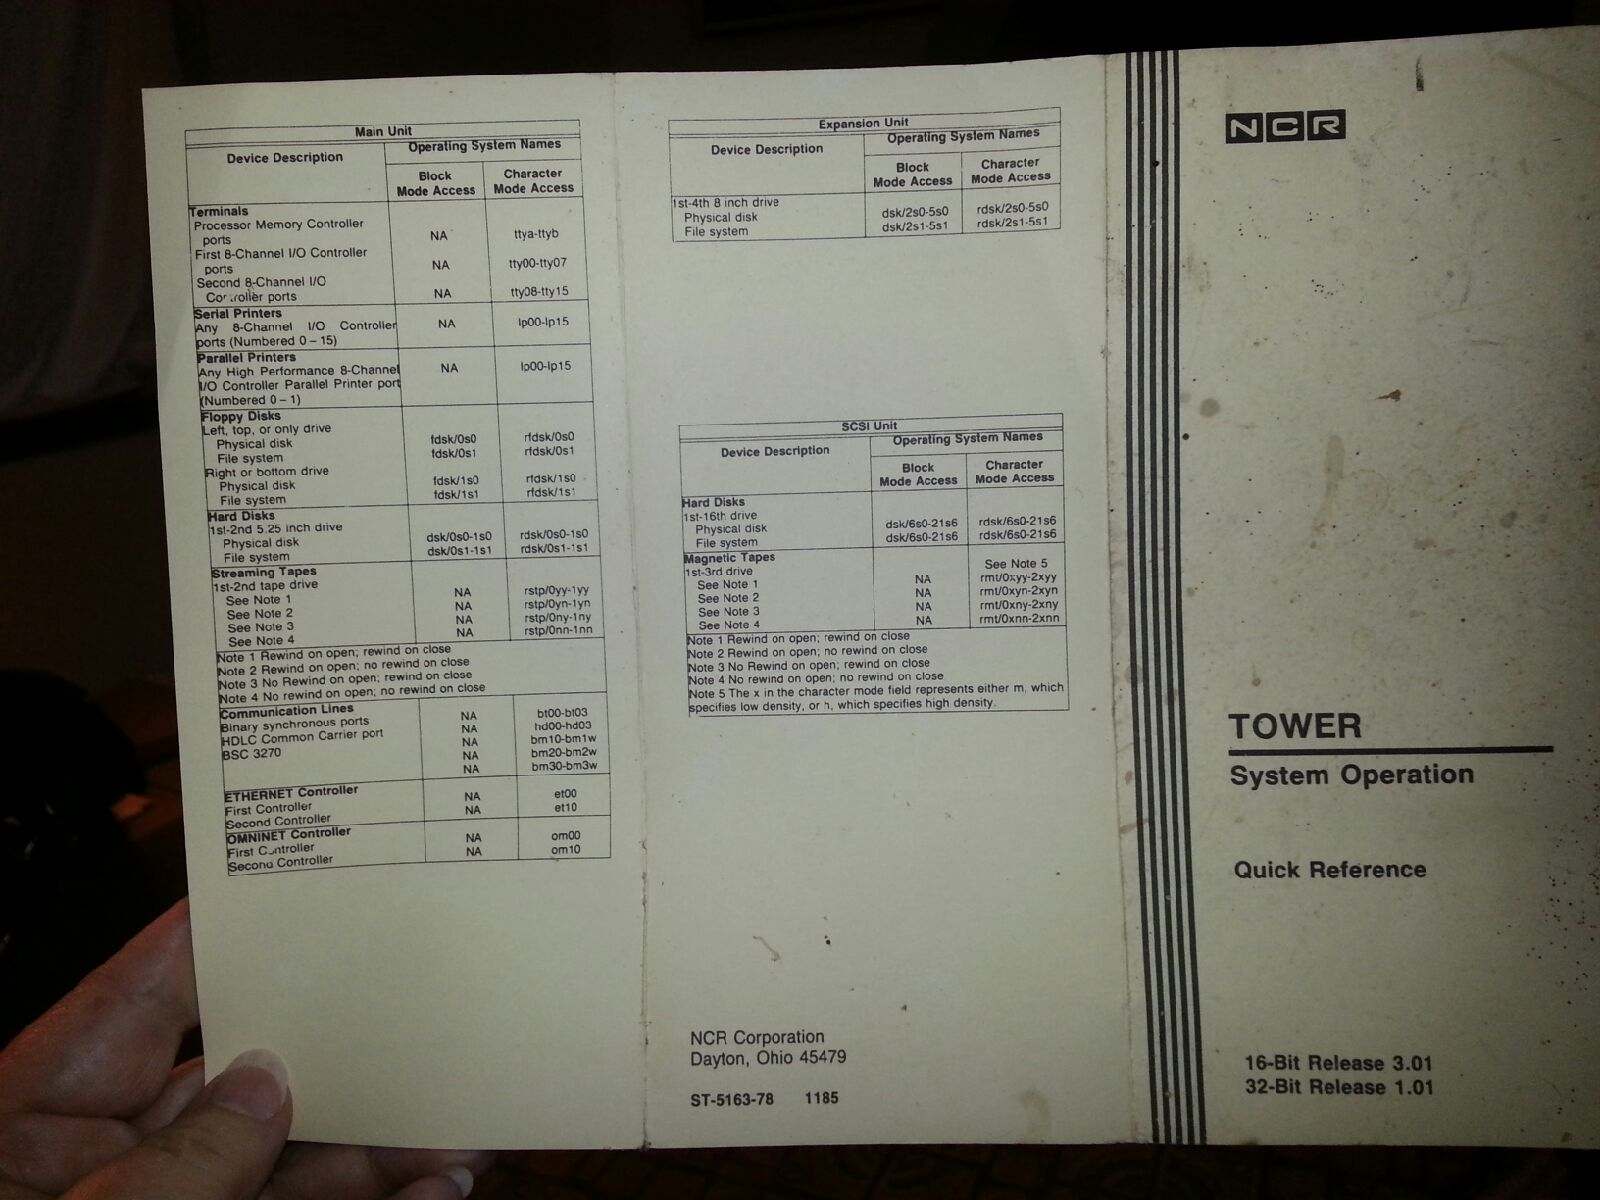 Main Unit
Device Description
Operating System Names
Block Mode Access
Character Mode Access
Terminals
Processor Memory Controller
ports NA ttya-ttyb
First 8-Channel I/O Controller
ports NA tty00-tty07
Second 8-Channel I/O
Controller ports NA tty08-tty15
Serial Printers
Any 8-Channel I/O Controller NA lp00-lp15
ports (Numbered 0 – 15)
Parallel Printers
Any High Performance 8-Channel NA lp00-lp15
I/O Controller Parallel Printer port
(Numbered 0 – 1)
Floppy Disks
Left, top, or only drive
Physical disk fdsk/0s0 rfdsk/0s0
File system fdsk/0s1 rfdsk/0s1
Right or bottom drive
Physical disk fdsk/1s0 rfdsk/1s0
File system fdsk/1s1 rfdsk/1s1
Hard Disks
1st-2nd 5.25 inch drive
Physical disk dsk/0s0-1s0 rdsk/0s0-1s0
File system dsk/0s1-1s1 rdsk/0s1-1s1
Streaming Tapes
1st-2nd tape drive
See Note 1 NA rstp/0yy-1yy
See Note 2 NA rstp/0yn-1yn
See Note 3 NA rstp/0ny-1ny
See Note 4 NA rstp/0nn-1nn
Note 1 Rewind on open; rewind on close
Note 2 Rewind on open; no rewind on close
Note 3 No Rewind on open; rewind on close
Note 4 No rewind on open; no rewind on close
Communication Lines
Binary synchronous ports NA bt00-bt03
HDLC Common Carrier port NA hd00-hd03
BSC 3270 NA bm10-bm1w
NA bm20-bm2w
NA bm30-bm3w
ETHERNET Controller
First Controller NA et00
Second Controller NA et10
OMNINET Controller
First Controller NA om00
Second Controller NA om10
Expansion Unit
Device Description
Operating System Names
Block Mode Access
Character Mode Access
1st-4th 8 inch drive
Physical disk dsk/2s0-5s0 rdsk/2s0-5s0
File system dsk/2s1-5s1 rdsk/2s1-5s1
SCSI Unit
Device Description
Operating System Names
Block Mode Access
Character Mode Access
Hard Disks
1st-16th drive
Physical disk dsk/6s0-21s6 rdsk/6s0-21s6
File system dsk/6s0-21s6 rdsk/6s0-21s6
Magnetic Tapes
1st-3rd drive See Note 5
See Note 1 NA rmt/0xyy-2xyy
See Note 2 NA rmt/0xyn-2xyn
See Note 3 NA rmt/0xny-2xny
See Note 4 NA rmt/0xnn-2xnn
Note 1 Rewind on open; rewind on close
Note 2 Rewind on open; no rewind on close
Note 3 No Rewind on open; rewind on close
Note 4 No rewind on open; no rewind on close
Note 5 The x in the character mode field represents either m, which
specifies low density, or h, which specifies high density.
NCR Corporation
Dayton, Ohio 45479
ST-5163-78 1185
NCR
TOWER
System Operation
Quick Reference
16-Bit Release 3.01
32-Bit Release 1.01